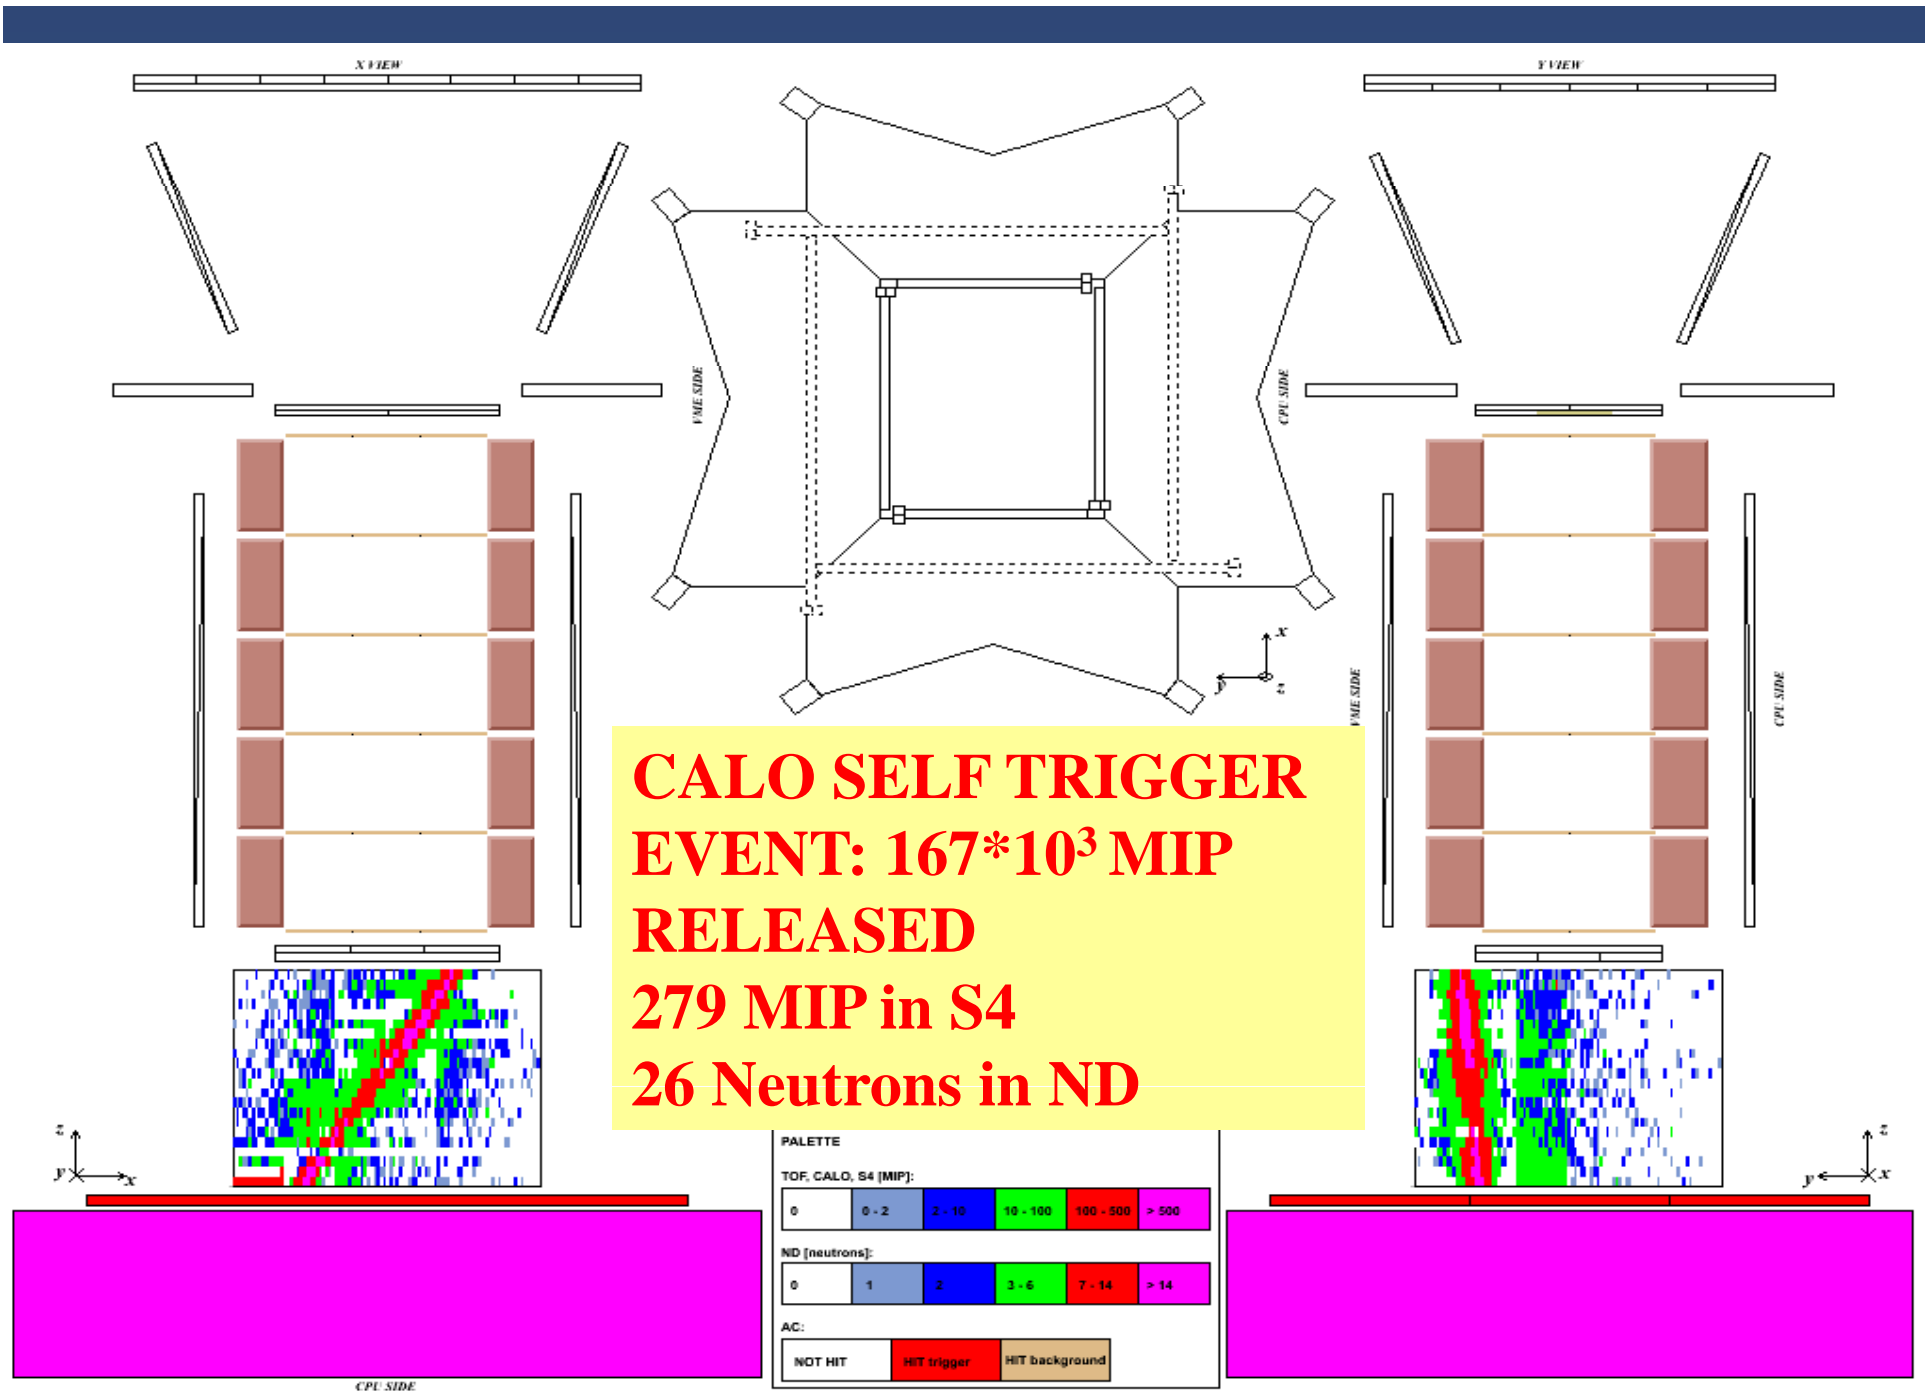 X VIEW
Y VIEW
VME SIDE
CPU SIDE
x
y
z
VME SIDE
CPU SIDE
CALO SELF TRIGGER
EVENT: 167*10³ MIP
RELEASED
279 MIP in S4
26 Neutrons in ND
z
y
x
z
y
x
PALETTE
TOF, CALO, S4 [MIP]:
0 0 - 2 2 - 10 10 - 100 100 - 500 > 500
ND [neutrons]:
0 1 2 3 - 6 7 - 14 > 14
AC:
NOT HIT HIT trigger HIT background
CPU SIDE